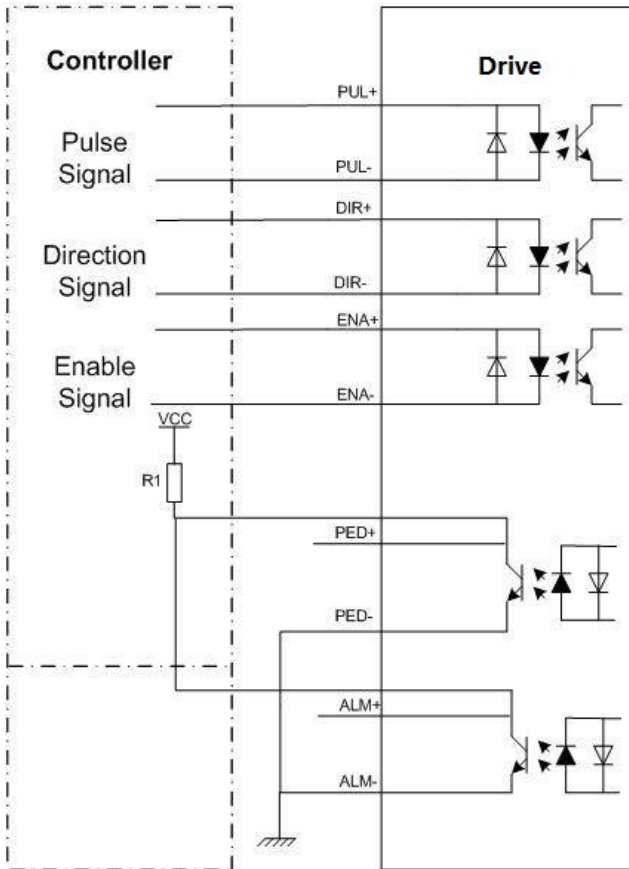 Controller
Drive
PUL+
Pulse
Signal
PUL-
DIR+
Direction
Signal
DIR-
ENA+
Enable
Signal
ENA-
VCC
R1
PED+
PED-
ALM+
ALM-